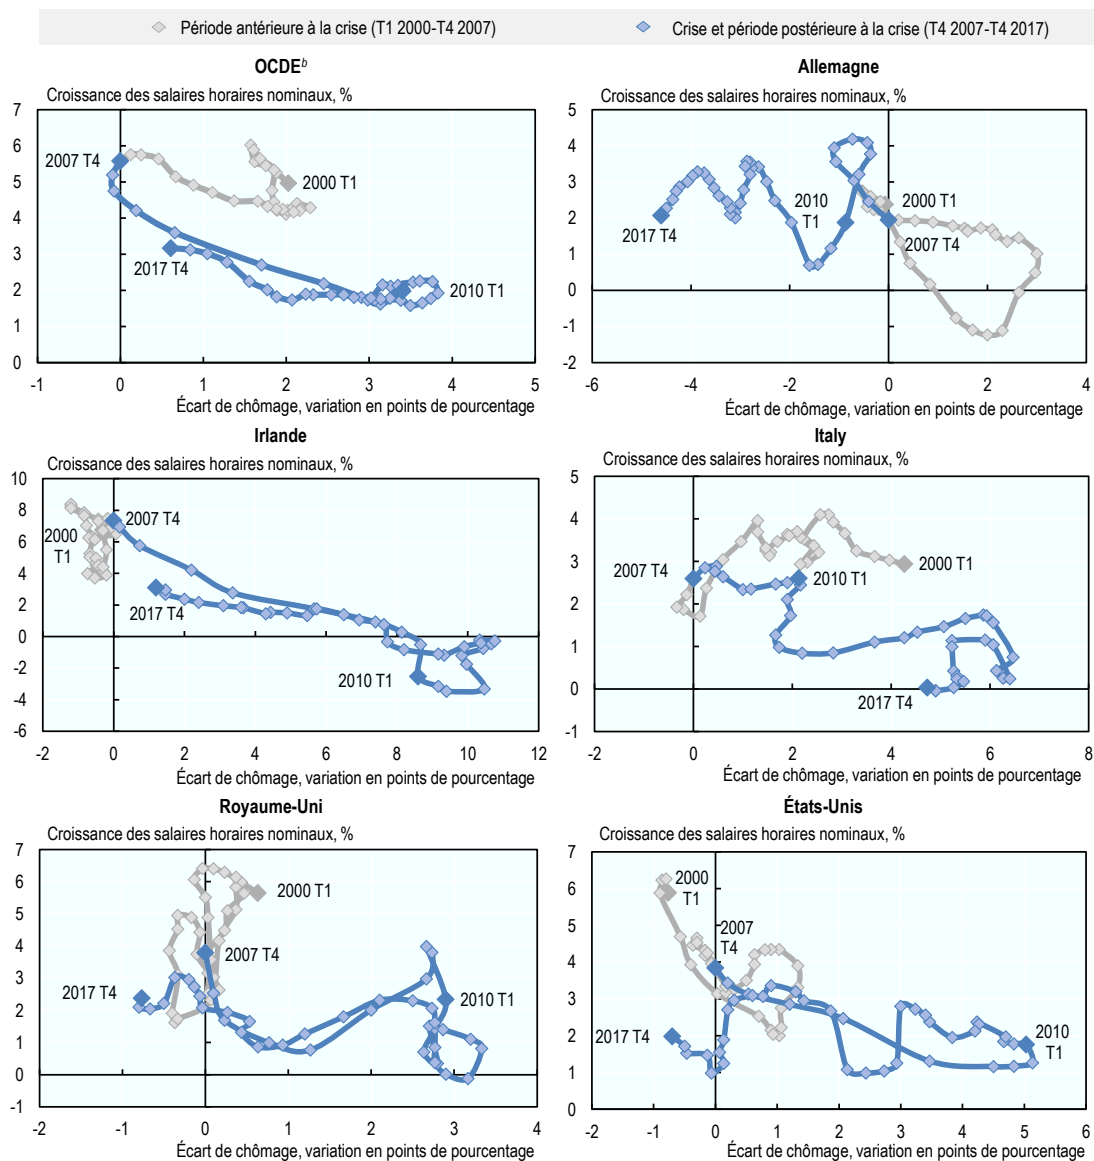 Période antérieure à la crise (T1 2000-T4 2007)
Crise et période postérieure à la crise (T4 2007-T4 2017)
OCDEb
Croissance des salaires horaires nominaux, %
7
6
5
4
3
2
1
0
2007 T4
2000 T1
2017 T4
2010 T1
-1 0 1 2 3 4 5
Écart de chômage, variation en points de pourcentage
Allemagne
Croissance des salaires horaires nominaux, %
5
4
3
2
1
0
-1
-2
2010
T1
2000 T1
2017 T4
2007 T4
-6 -4 -2 0 2 4
Écart de chômage, variation en points de pourcentage
Irlande
Croissance des salaires horaires nominaux, %
10
8
6
4
2
0
-2
-4
-6
2007 T4
2000
T1
2017 T4
2010 T1
-2 0 2 4 6 8 10 12
Écart de chômage, variation en points de pourcentage
Italy
Croissance des salaires horaires nominaux, %
5
4
3
2
1
0
-1
2007 T4
2010 T1
2000 T1
2017 T4
-2 0 2 4 6 8
Écart de chômage, variation en points de pourcentage
Royaume-Uni
Croissance des salaires horaires nominaux, %
7
6
5
4
3
2
1
0
-1
2000 T1
2007 T4
2017 T4
2010 T1
-2 -1 0 1 2 3 4
Écart de chômage, variation en points de pourcentage
États-Unis
Croissance des salaires horaires nominaux, %
7
6
5
4
3
2
1
0
2000
T1
2007
T4
2017 T4
2010
T1
-2 -1 0 1 2 3 4 5 6
Écart de chômage, variation en points de pourcentage